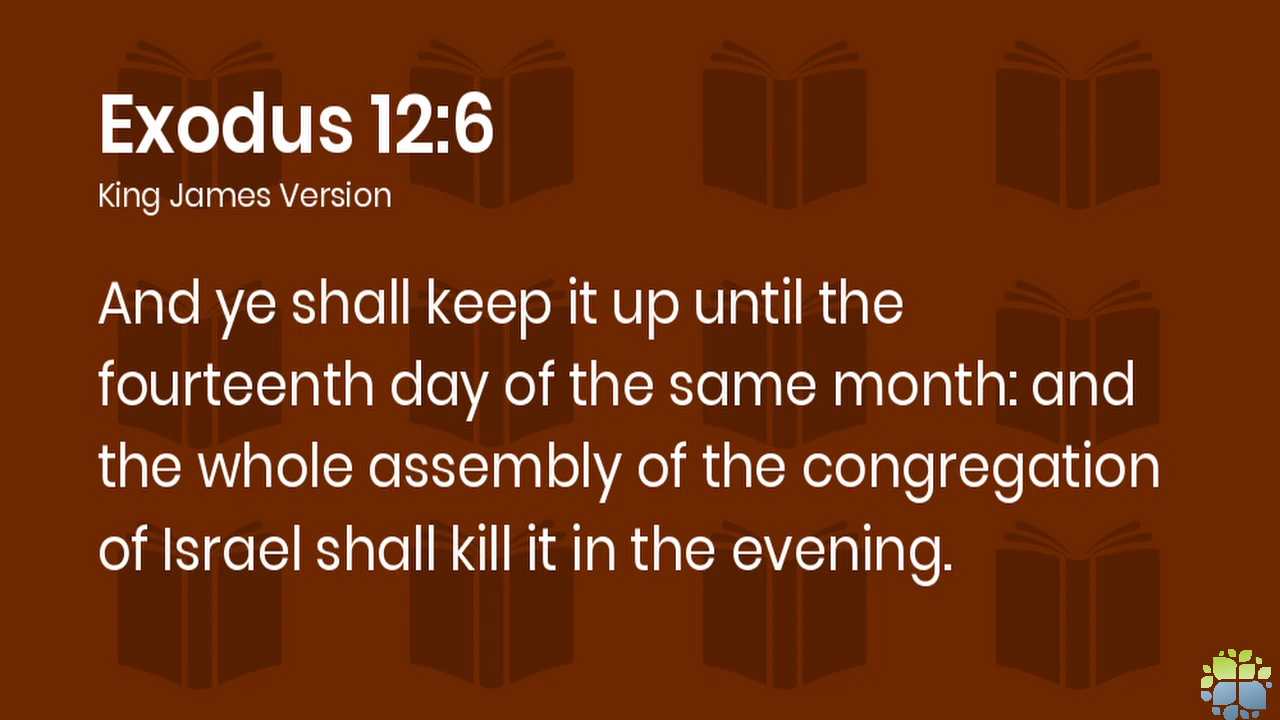 Exodus 12:6
King James Version
And ye shall keep it up until the
fourteenth day of the same month: and
the whole assembly of the congregation
of Israel shall kill it in the evening.